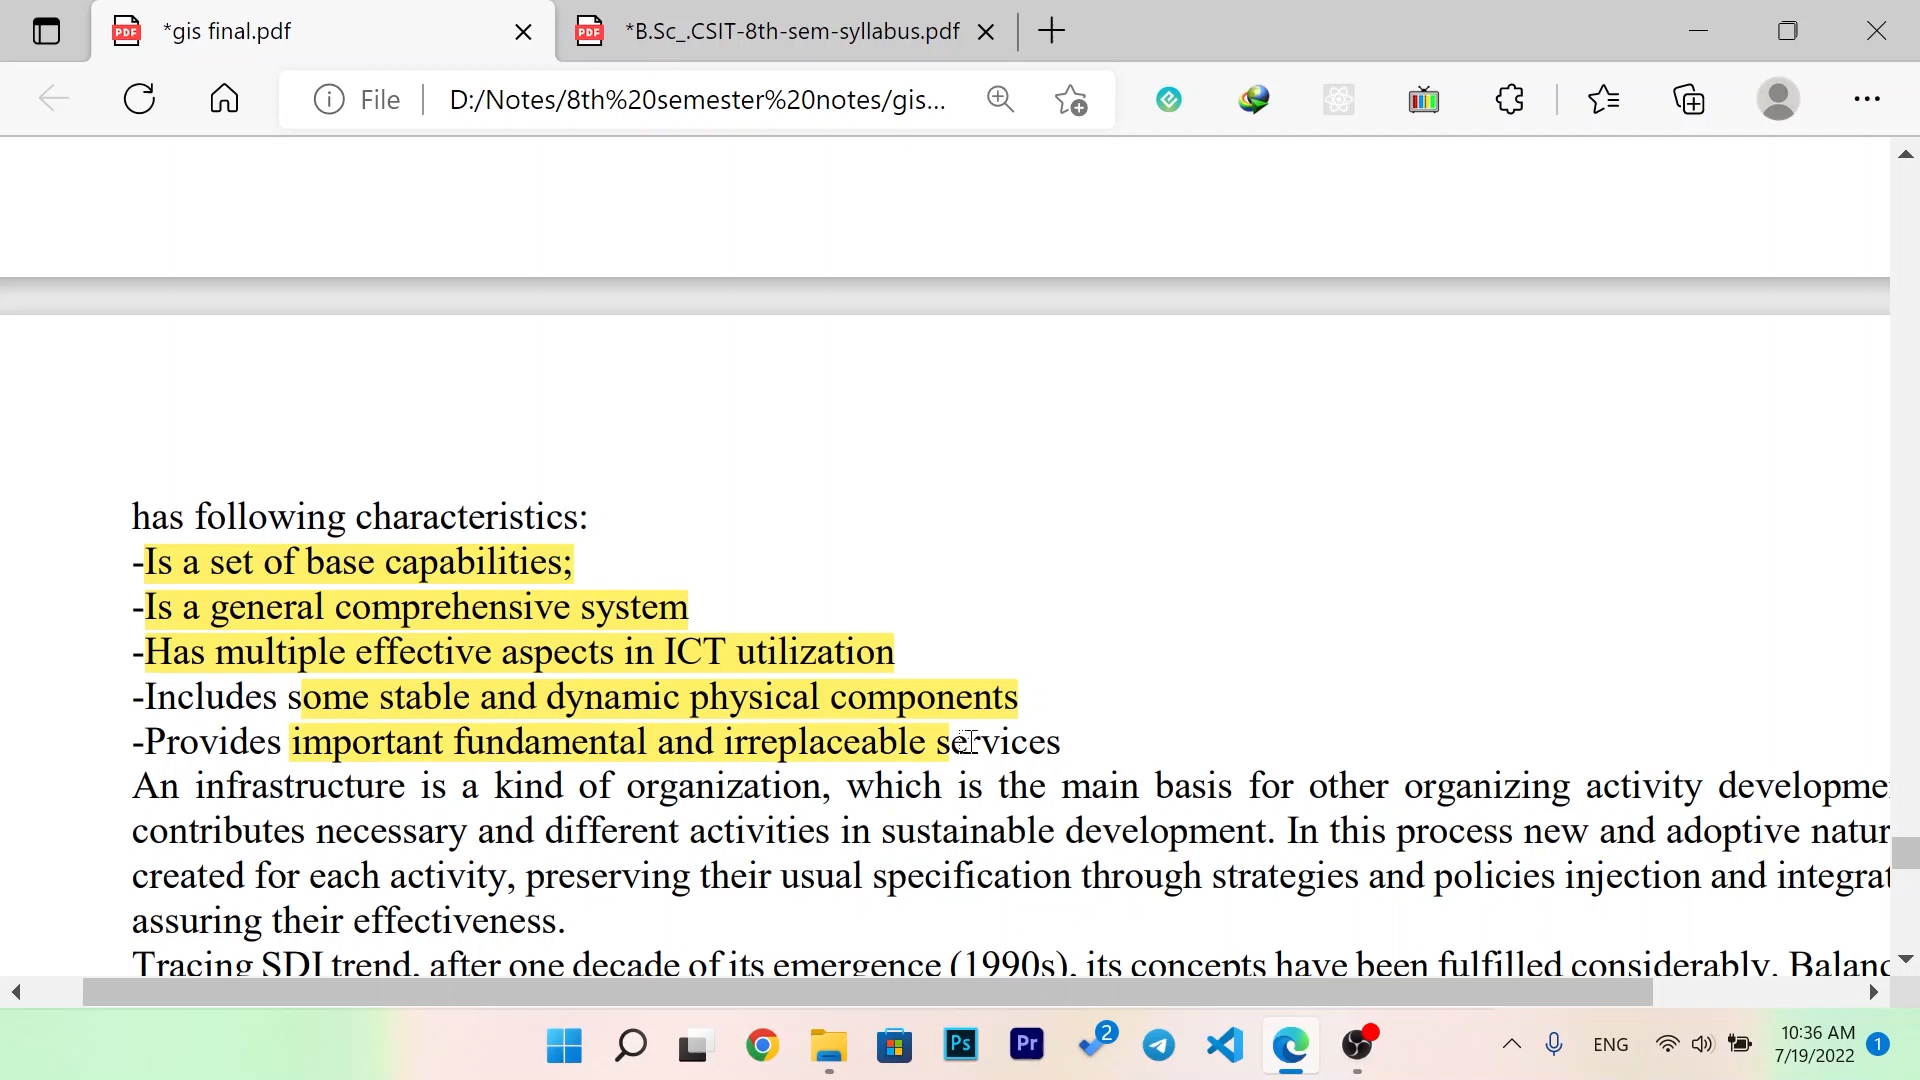 *gis final.pdf
*B.Sc_.CSIT-8th-sem-syllabus.pdf
File
D:/Notes/8th%20semester%20notes/gis...
has following characteristics:
-Is a set of base capabilities;
-Is a general comprehensive system
-Has multiple effective aspects in ICT utilization
-Includes some stable and dynamic physical components
-Provides important fundamental and irreplaceable services
An infrastructure is a kind of organization, which is the main basis for other organizing activity developme
contributes necessary and different activities in sustainable development. In this process new and adoptive natur
created for each activity, preserving their usual specification through strategies and policies injection and integrat
assuring their effectiveness.
Tracing SDI trend, after one decade of its emergence (1990s), its concepts have been fulfilled considerably. Balanc
Ps
Pr
2
ENG
10:36 AM
7/19/2022
1